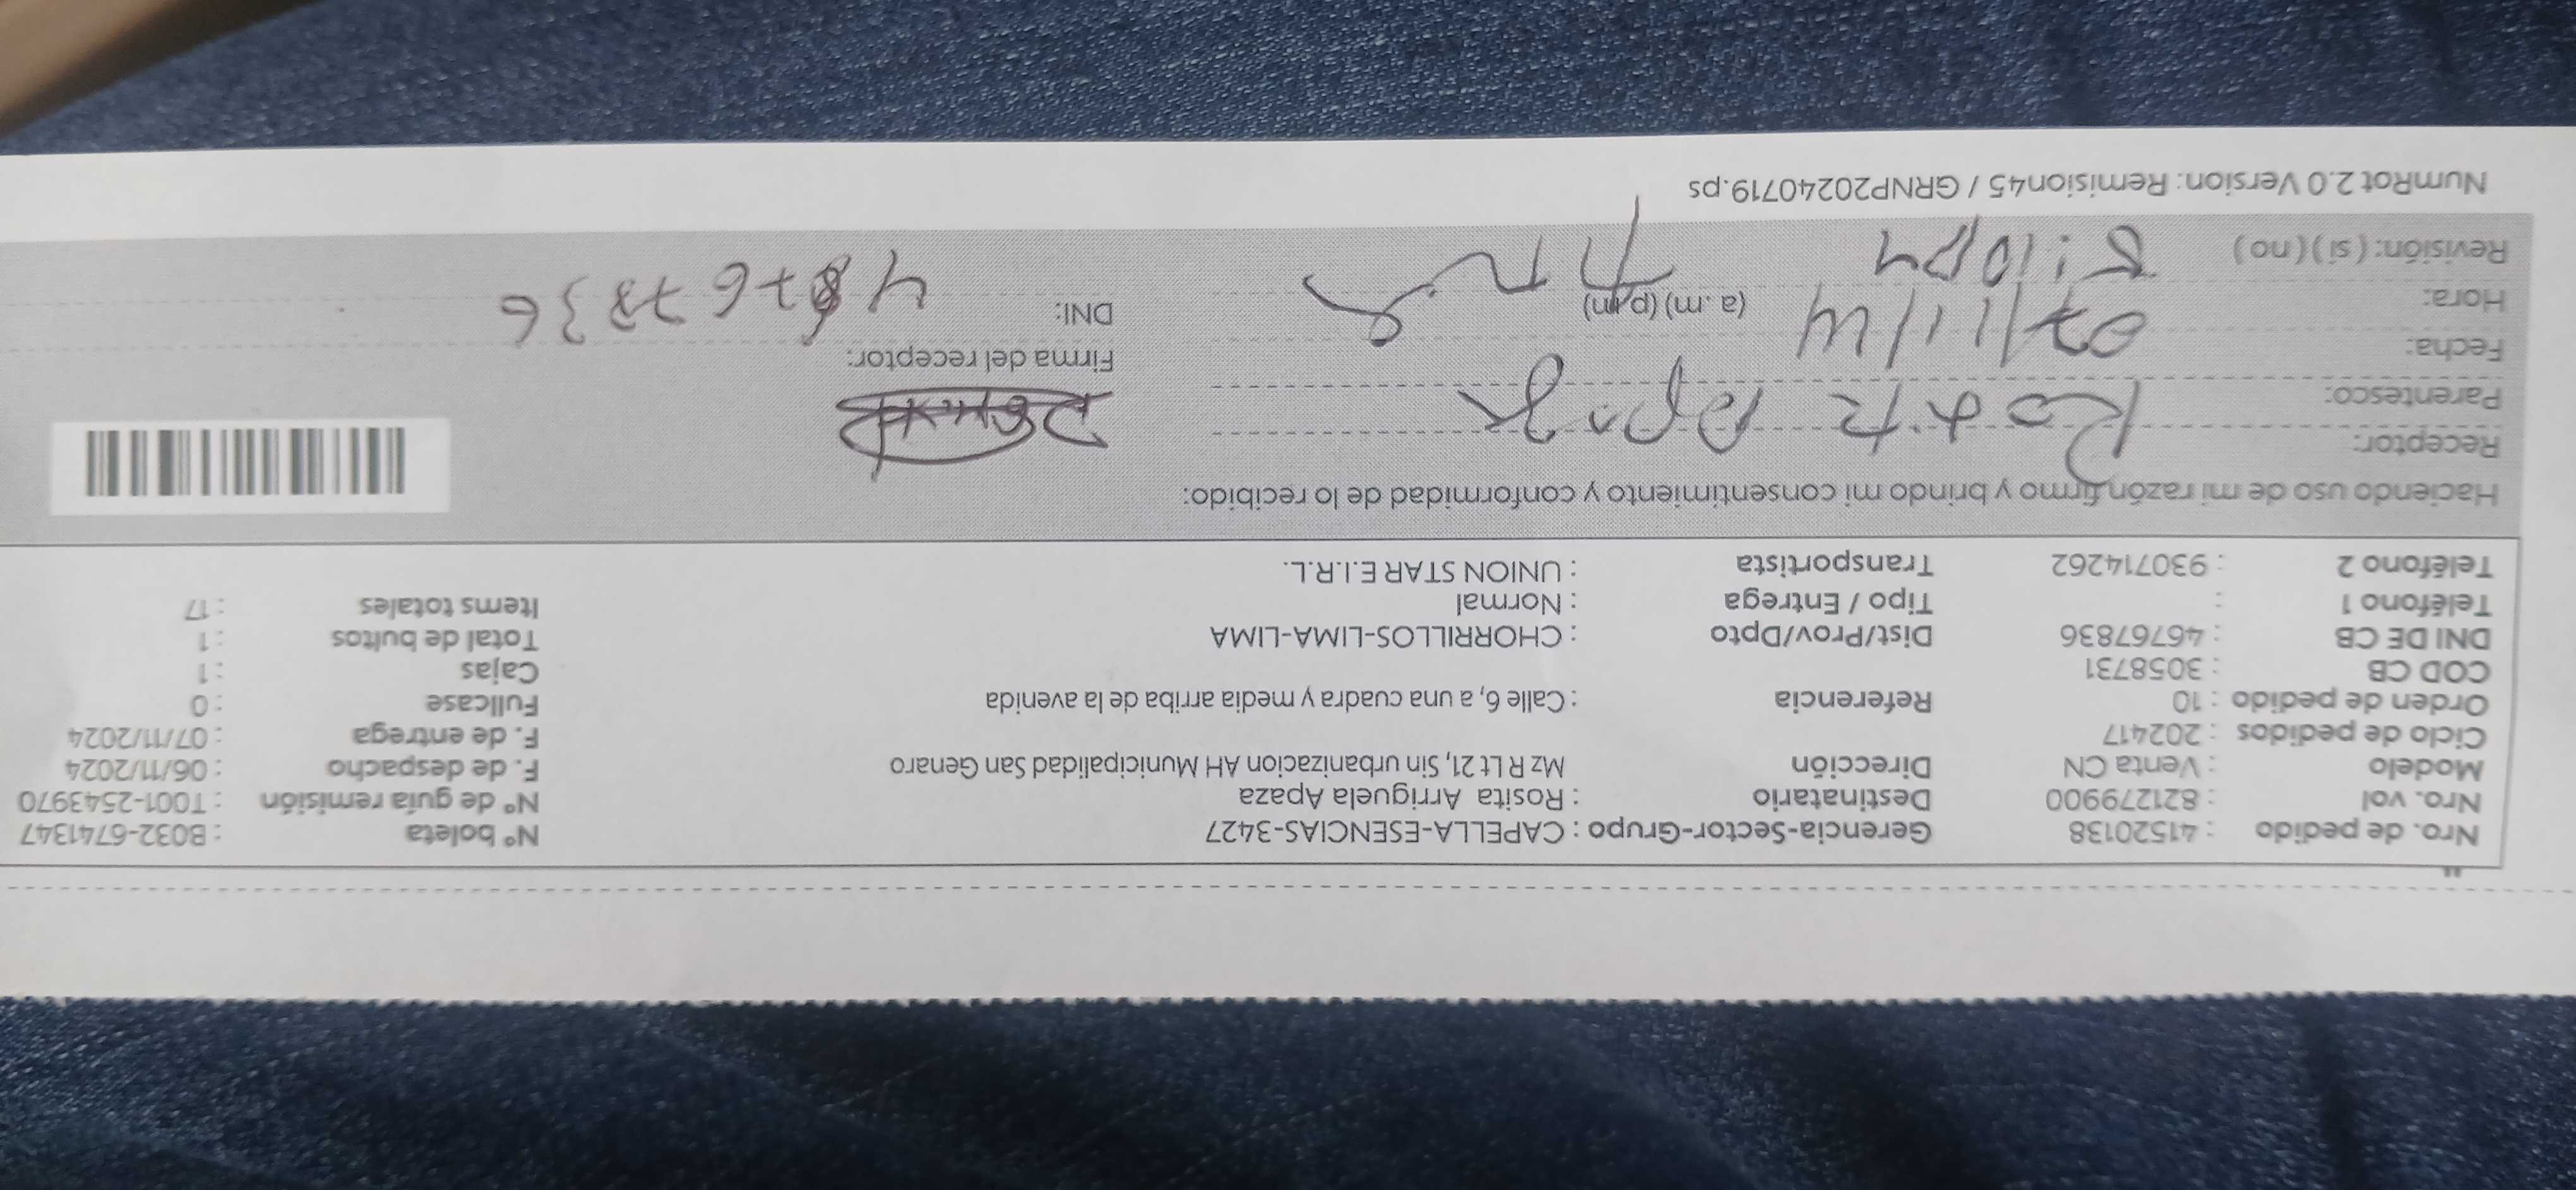 Nro. de pedido : 41520138 Gerencia-Sector-Grupo : CAPELLA-ESENCIAS-3427 N° boleta : B032-6741347
Nro. vol : 821279900 Destinatario : Rosita Arriguela Apaza N° de guía remisión : T001-2543970
Modelo : Venta CN Dirección Mz R Lt 21, Sin urbanizacion AH Municipalidad San Genaro F. de despacho : 06/11/2024
Ciclo de pedidos : 202417 F. de entrega : 07/11/2024
Orden de pedido : 10 Referencia : Calle 6, a una cuadra y media arriba de la avenida Fullcase : 0
COD CB : 3058731 Cajas : 1
DNI DE CB : 46767836 Dist/Prov/Dpto : CHORRILLOS-LIMA-LIMA Total de bultos : 1
Teléfono 1 : Tipo / Entrega : Normal Items totales : 17
Teléfono 2 : 930714262 Transportista : UNION STAR E.I.R.L.
Haciendo uso de mi razón firmo y brindo mi consentimiento y conformidad de lo recibido:
Receptor: Rosita Apaza
Parentesco:
Firma del receptor:
Fecha: 07/11/24
Hora: (a.m) (p.m) DNI: 46767836
Revisión: (si) (no) 5:10 PM
NumRot 2.0 Version: Remision45 / GRNP20240719.ps